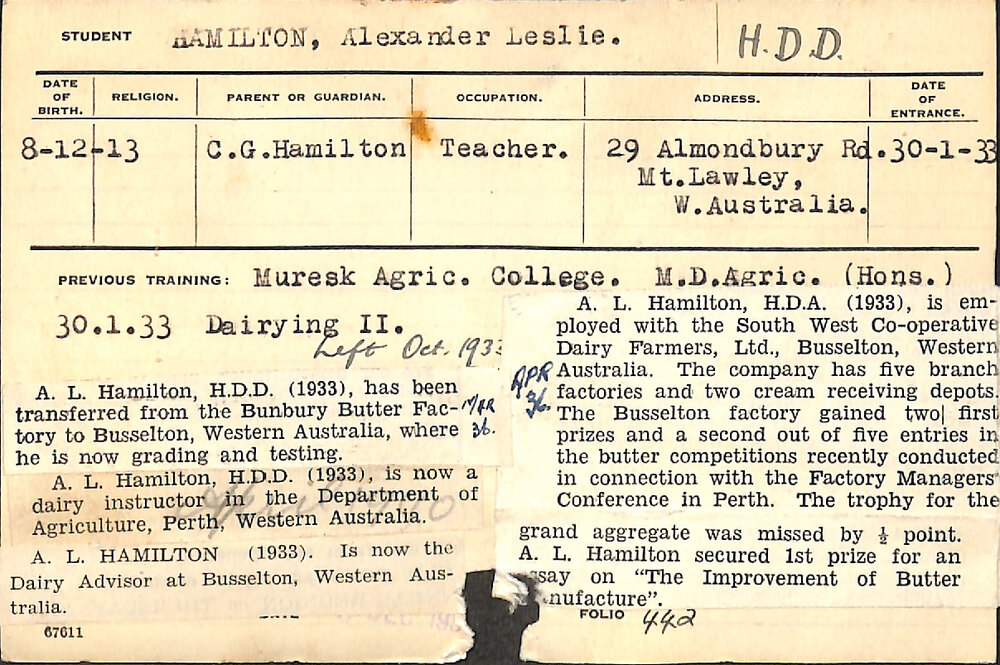 STUDENT HAMILTON, Alexander Leslie. H.D.D.
DATE OF BIRTH. RELIGION. PARENT OR GUARDIAN. OCCUPATION. ADDRESS. DATE OF ENTRANCE.
8-12-13 C.G.Hamilton Teacher. 29 Almondbury Rd. 30-1-33
Mt.Lawley,
W.Australia.
PREVIOUS TRAINING: Muresk Agric. College. M.D.Agric. (Hons.)
30.1.33 Dairying II.
Left Oct. 1933
A. L. Hamilton, H.D.D. (1933), has been
transferred from the Bunbury Butter Fac-
tory to Busselton, Western Australia, where
he is now grading and testing.
MAR
36.
A. L. Hamilton, H.D.D. (1933), is now a
dairy instructor in the Department of
Agriculture, Perth, Western Australia.
A. L. HAMILTON (1933). Is now the
Dairy Advisor at Busselton, Western Aus-
tralia.
67611
A. L. Hamilton, H.D.A. (1933), is em-
ployed with the South West Co-operative
Dairy Farmers, Ltd., Busselton, Western
Australia. The company has five branch
factories and two cream receiving depots.
The Busselton factory gained two first
prizes and a second out of five entries in
the butter competitions recently conducted
in connection with the Factory Managers'
Conference in Perth. The trophy for the
APR
36.
grand aggregate was missed by ½ point.
A. L. Hamilton secured 1st prize for an
ssay on "The Improvement of Butter
nufacture".
FOLIO 442